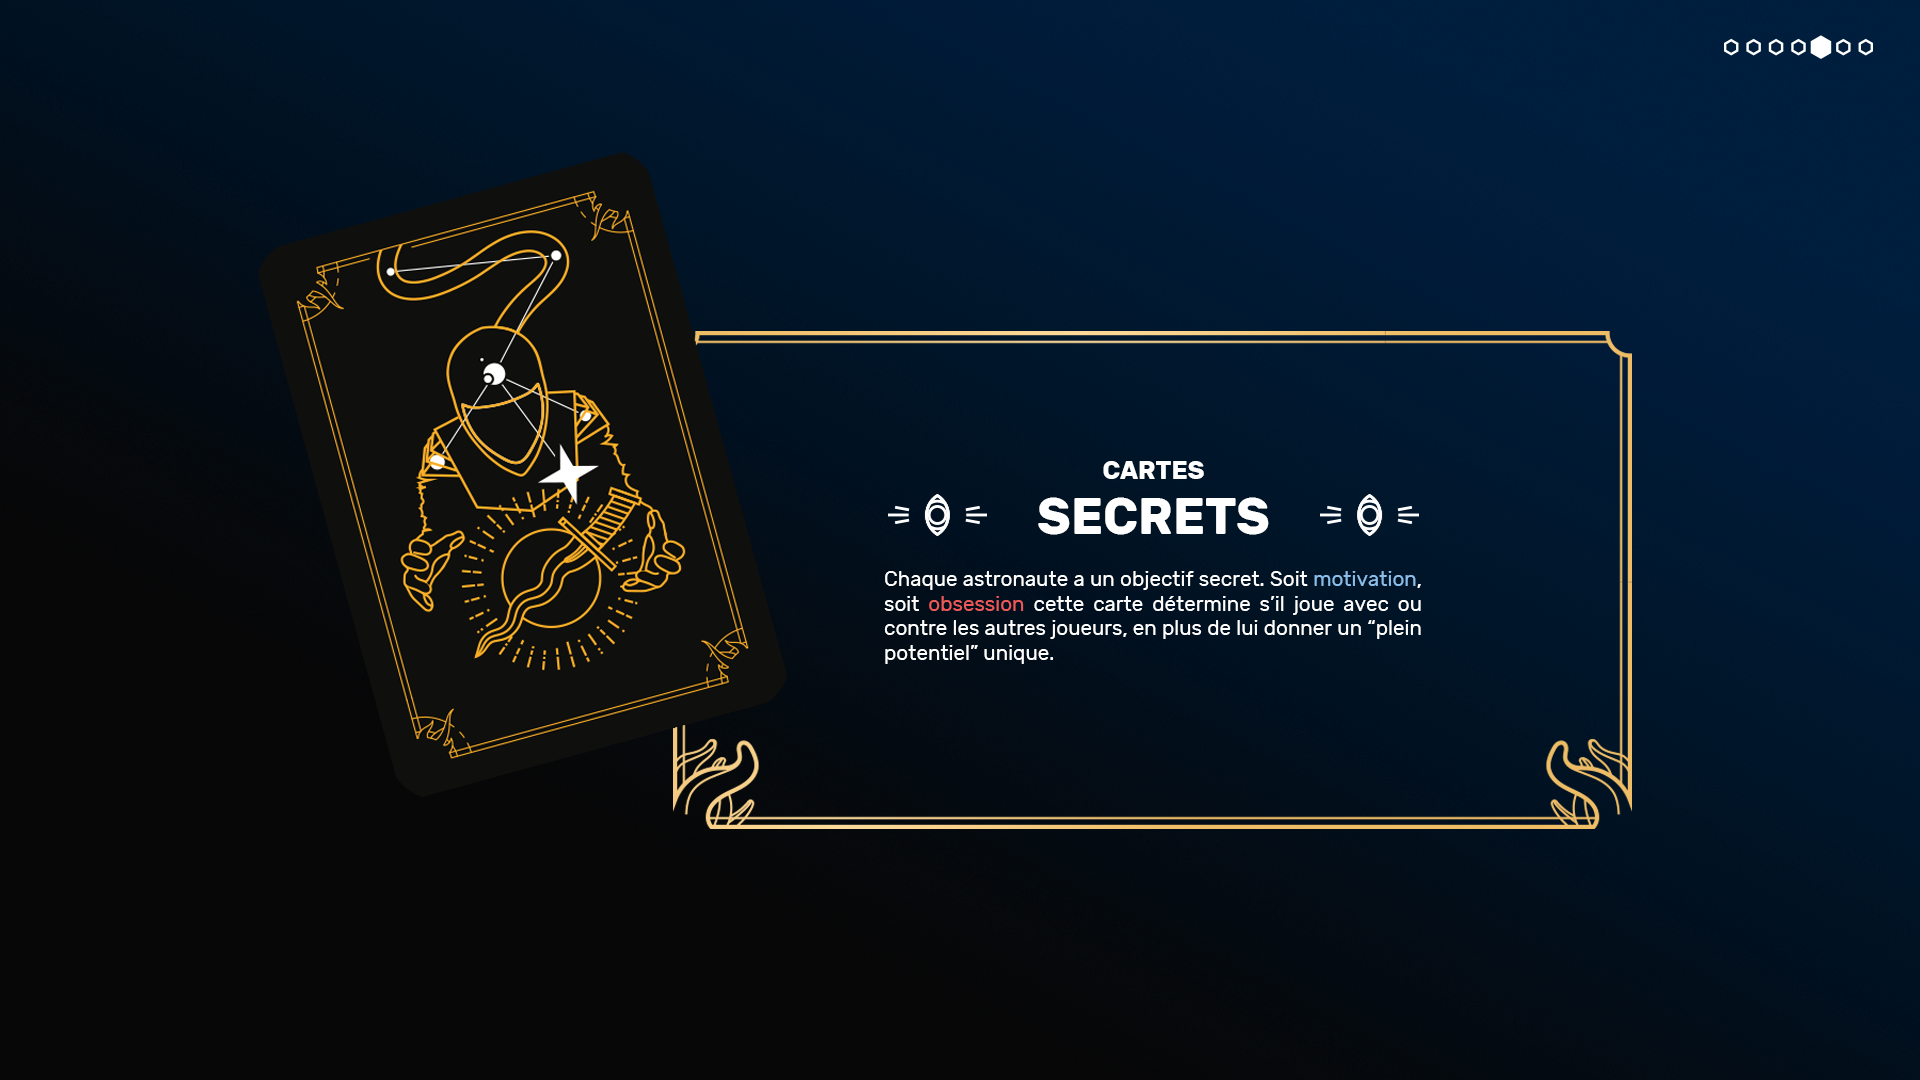 CARTES
SECRETS
Chaque astronaute a un objectif secret. Soit motivation,
soit obsession cette carte détermine s’il joue avec ou
contre les autres joueurs, en plus de lui donner un “plein
potentiel” unique.